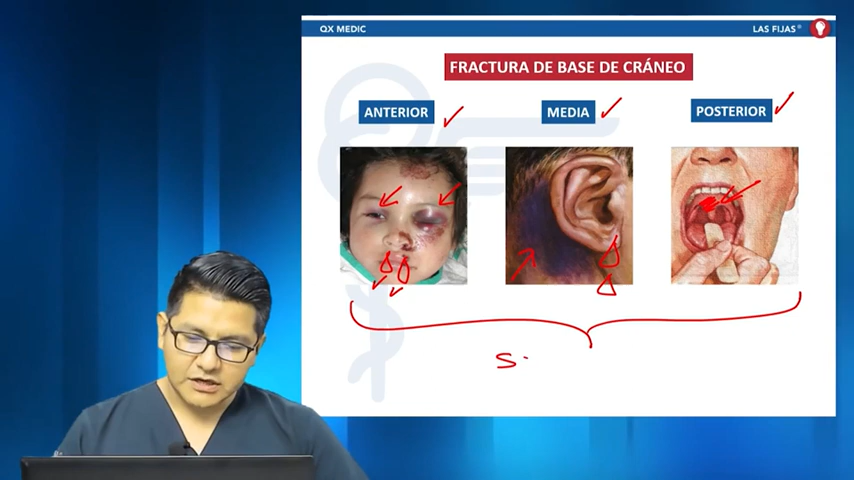 QX MEDIC
LAS FIJAS®
FRACTURA DE BASE DE CRÁNEO
ANTERIOR
MEDIA
POSTERIOR
S